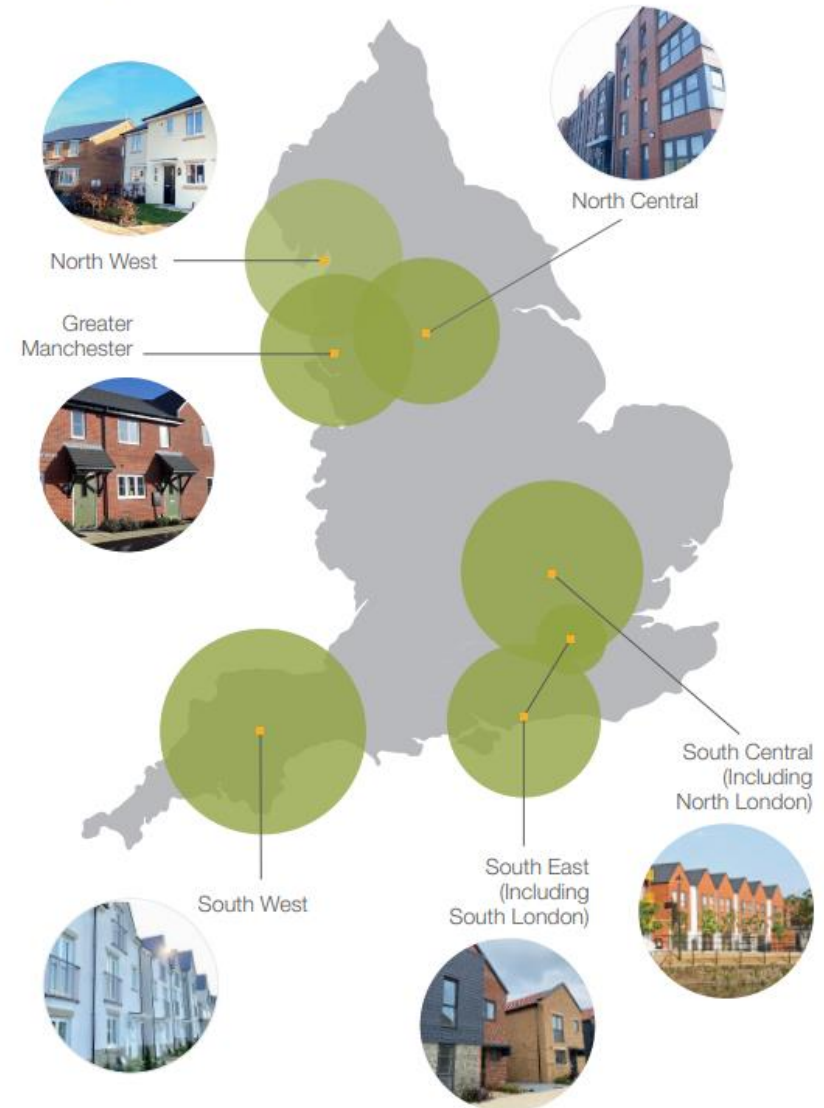 North Central
North West
Greater
Manchester
South Central
(Including
North London)
South East
(Including
South London)
South West